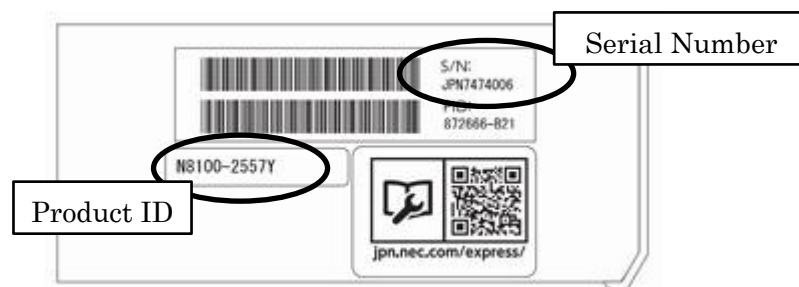 Serial Number
S/N:
JPN7474006
PID:
872666-B21
N8100-2557Y
Product ID
jpn.nec.com/express/